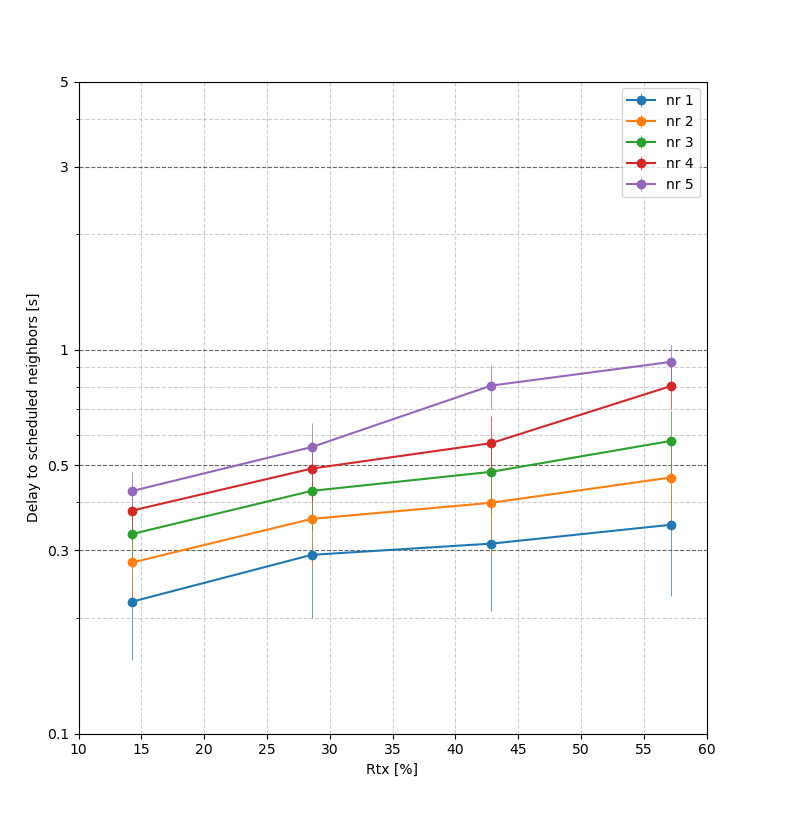 5
3
1
0.5
0.3
0.1
Delay to scheduled neighbors [s]
nr 1
nr 2
nr 3
nr 4
nr 5
10 15 20 25 30 35 40 45 50 55 60
Rtx [%]